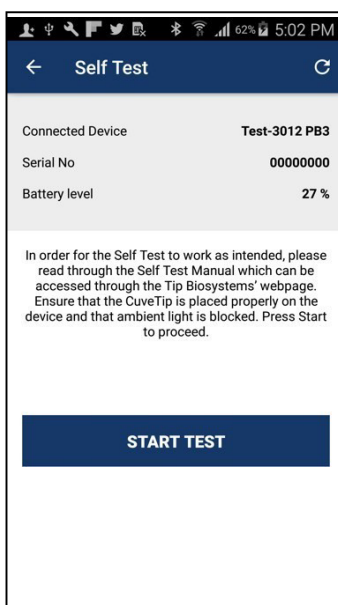 62% 5:02 PM
Self Test
Connected Device Test-3012 PB3
Serial No 00000000
Battery level 27 %
In order for the Self Test to work as intended, please
read through the Self Test Manual which can be
accessed through the Tip Biosystems' webpage.
Ensure that the CuveTip is placed properly on the
device and that ambient light is blocked. Press Start
to proceed.
START TEST